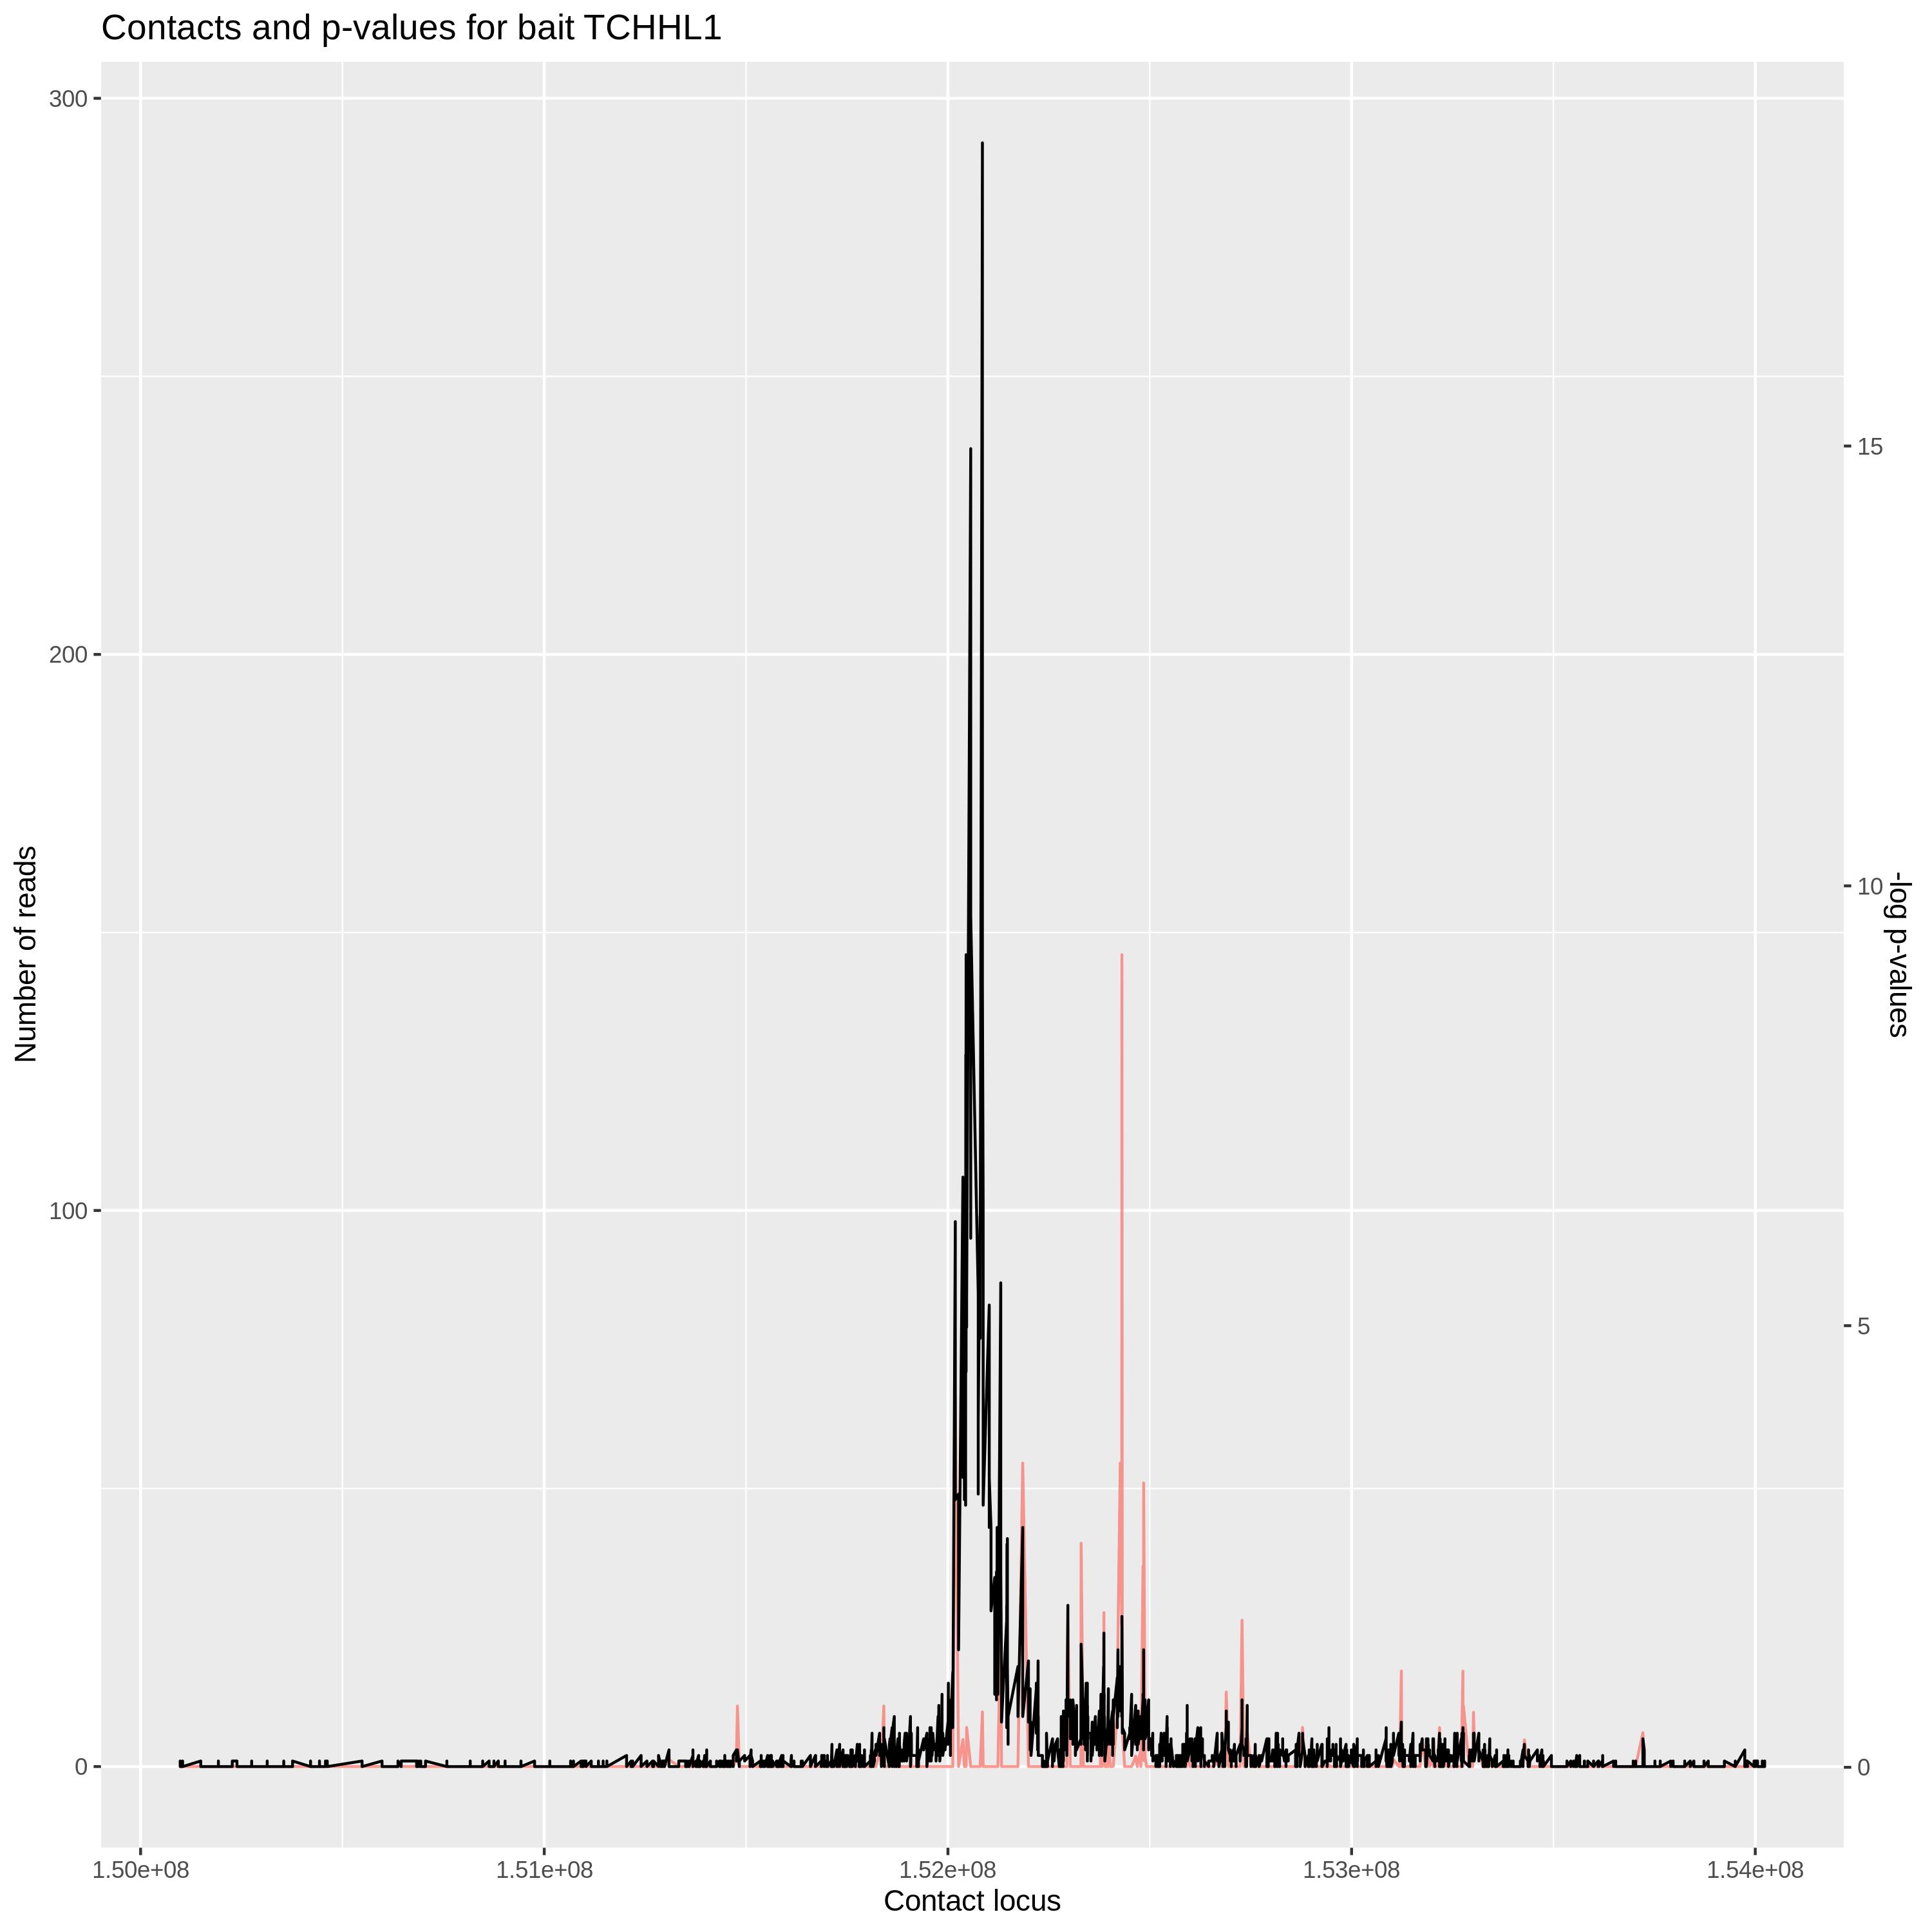 Contacts and p-values for bait TCHHL1
300
200
100
0
Number of reads
15
10
5
0
-log p-values
1.50e+08 1.51e+08 1.52e+08 1.53e+08 1.54e+08
Contact locus